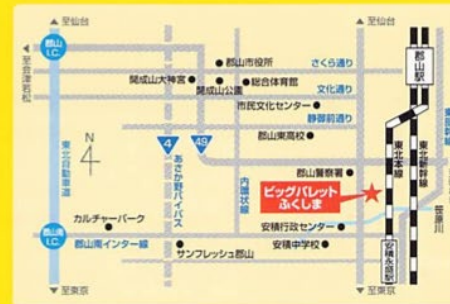 至仙台
至仙台
郡山
I.C.
至会津若松
郡山市役所
さくら通り
郡山駅
開成山大神宮
開成山公園
総合体育館
文化通り
市民文化センター
静御前通り
N
4
49
郡山東高校
東北自動車道
あさか野バイパス
内環状線
郡山警察署
東北本線
東北新幹線
ビッグパレット
ふくしま
笹原川
カルチャーパーク
安積行政センター
郡山南
I.C.
郡山南インター線
サンフレッシュ郡山
安積中学校
安積永盛駅
至東京
至東京